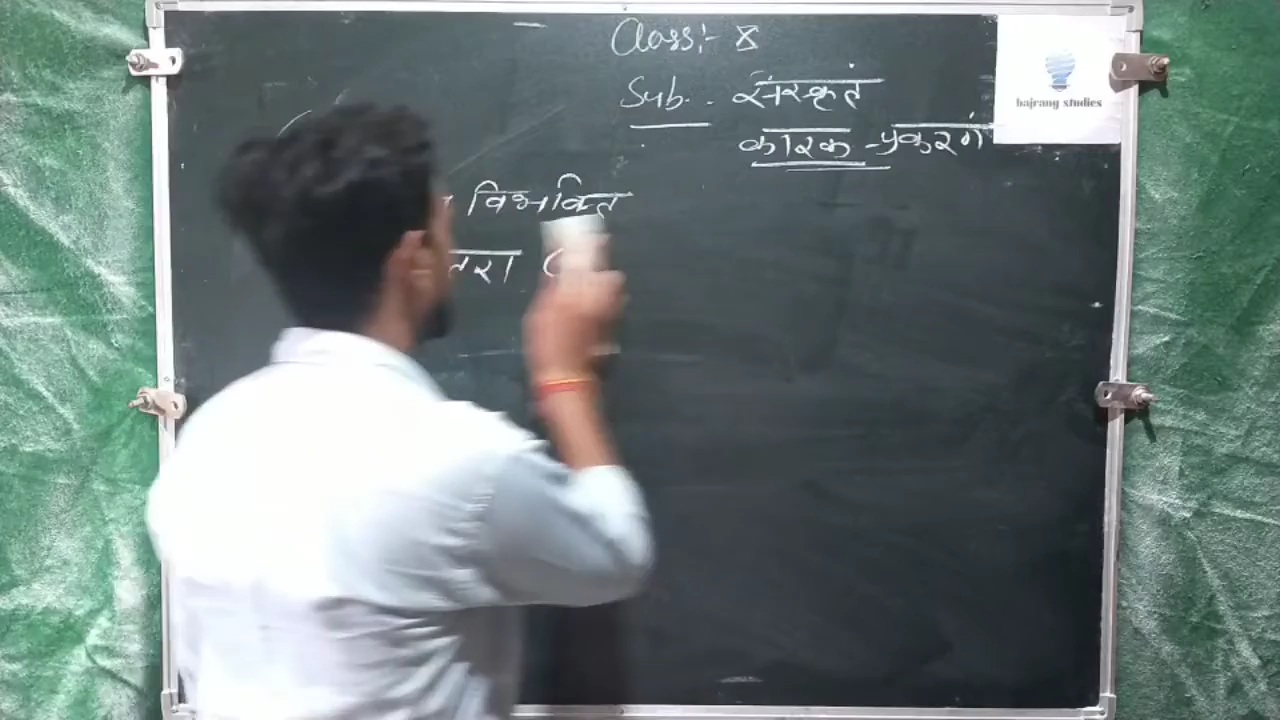 Class:- 8
Sub. - संस्कृतं
कारक - प्रकरण
bajrang studies
विभक्ति